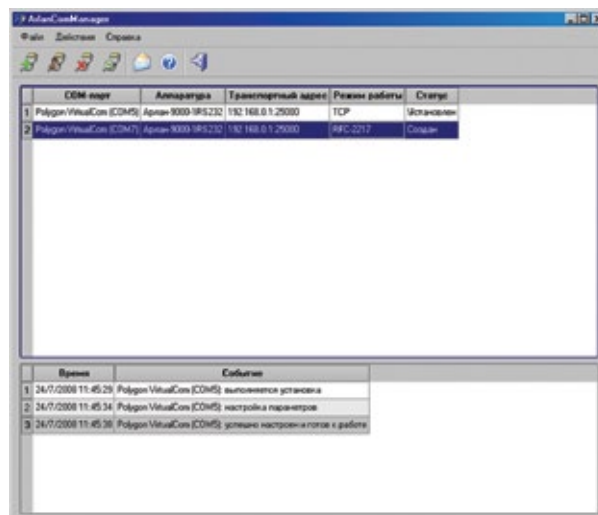 ArlanComManager
Файл Действия Справка
COM-порт Аппаратура Транспортный адрес Режим работы Статус
1 Polygon VirtualCom (COM5) Арлан-9000-1RS232 192.168.0.1:25000 TCP Установлен
2 Polygon VirtualCom (COM7) Арлан-9000-1RS232 192.168.0.1:25000 RFC-2217 Создан
Время Событие
1 24/7/2008 11:45:29 Polygon VirtualCom (COM5): выполняется установка
2 24/7/2008 11:45:34 Polygon VirtualCom (COM5): настройка параметров
3 24/7/2008 11:45:38 Polygon VirtualCom (COM5): успешно настроен и готов к работе